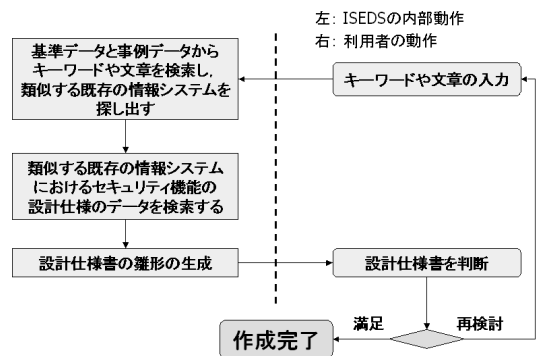 左: ISEDSの内部動作
右: 利用者の動作
基準データと事例データから
キーワードや文章を検索し,
類似する既存の情報システムを
探し出す
キーワードや文章の入力
類似する既存の情報システム
におけるセキュリティ機能の
設計仕様のデータを検索する
設計仕様書の雛形の生成
設計仕様書を判断
満足
再検討
作成完了